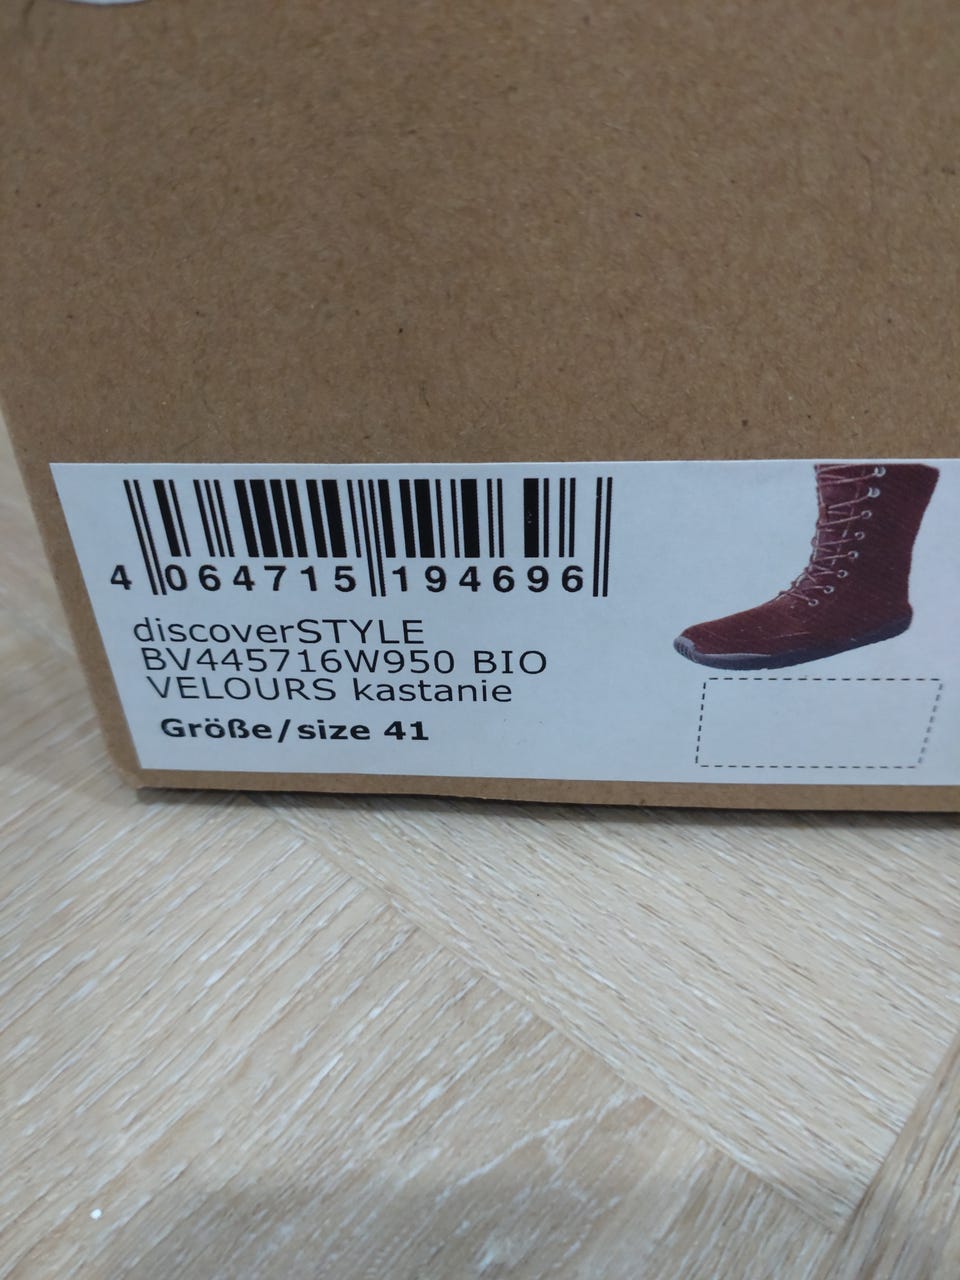 4 064715 194696
discoverSTYLE
BV445716W950 BIO
VELOURS kastanie
Größe/size 41